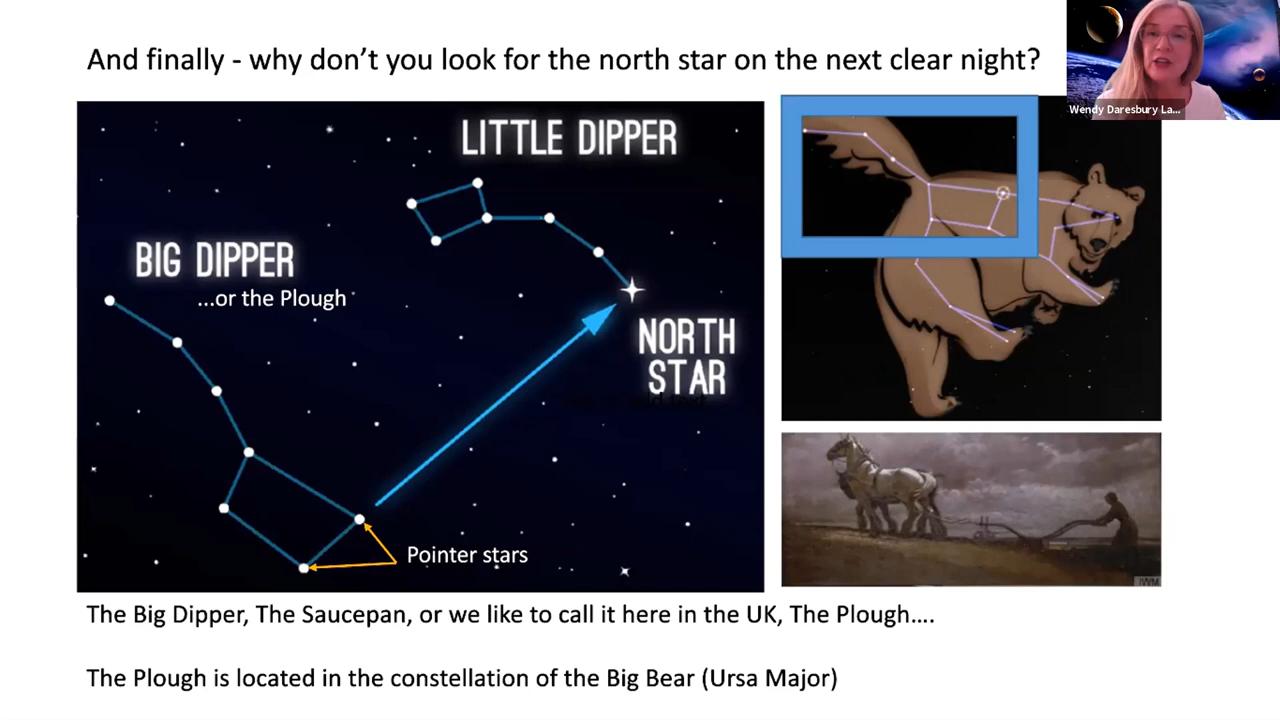 And finally - why don’t you look for the north star on the next clear night?
Wendy Daresbury La...
LITTLE DIPPER
BIG DIPPER
...or the Plough
NORTH
STAR
Pointer stars
IWM
The Big Dipper, The Saucepan, or we like to call it here in the UK, The Plough....
The Plough is located in the constellation of the Big Bear (Ursa Major)